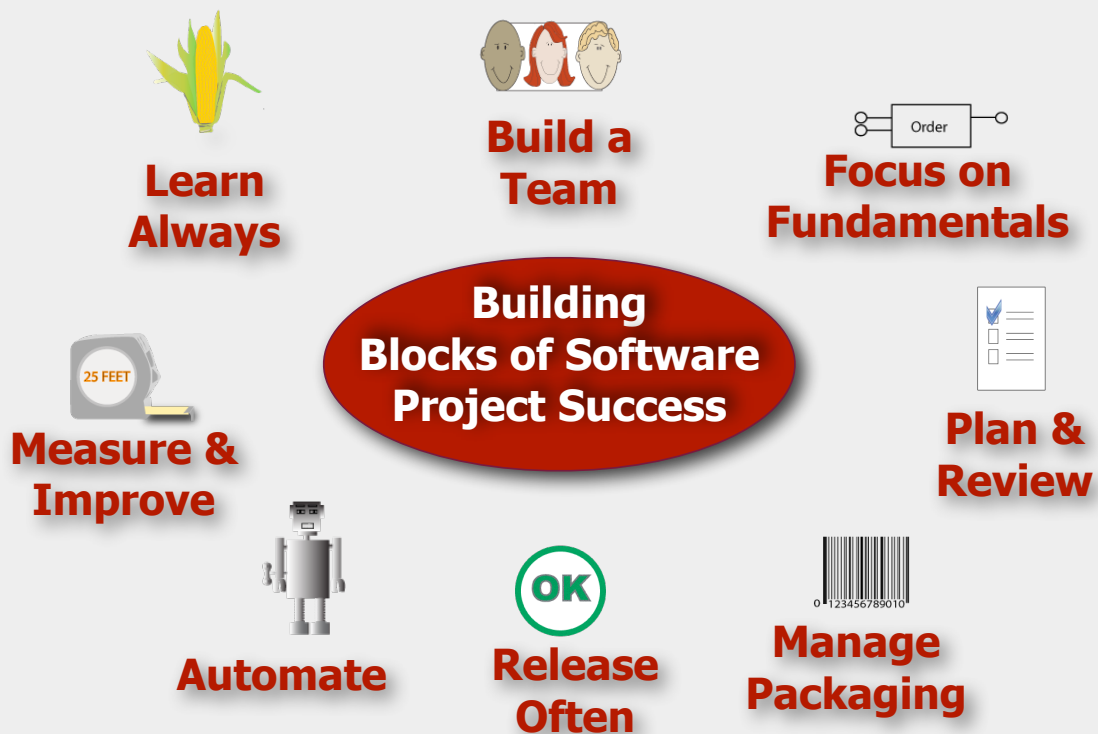 Build a
Team
Order
Focus on
Fundamentals
Learn
Always
Building
Blocks of Software
Project Success
25 FEET
Measure &
Improve
Plan &
Review
OK
0 123456789010
Automate
Release
Often
Manage
Packaging